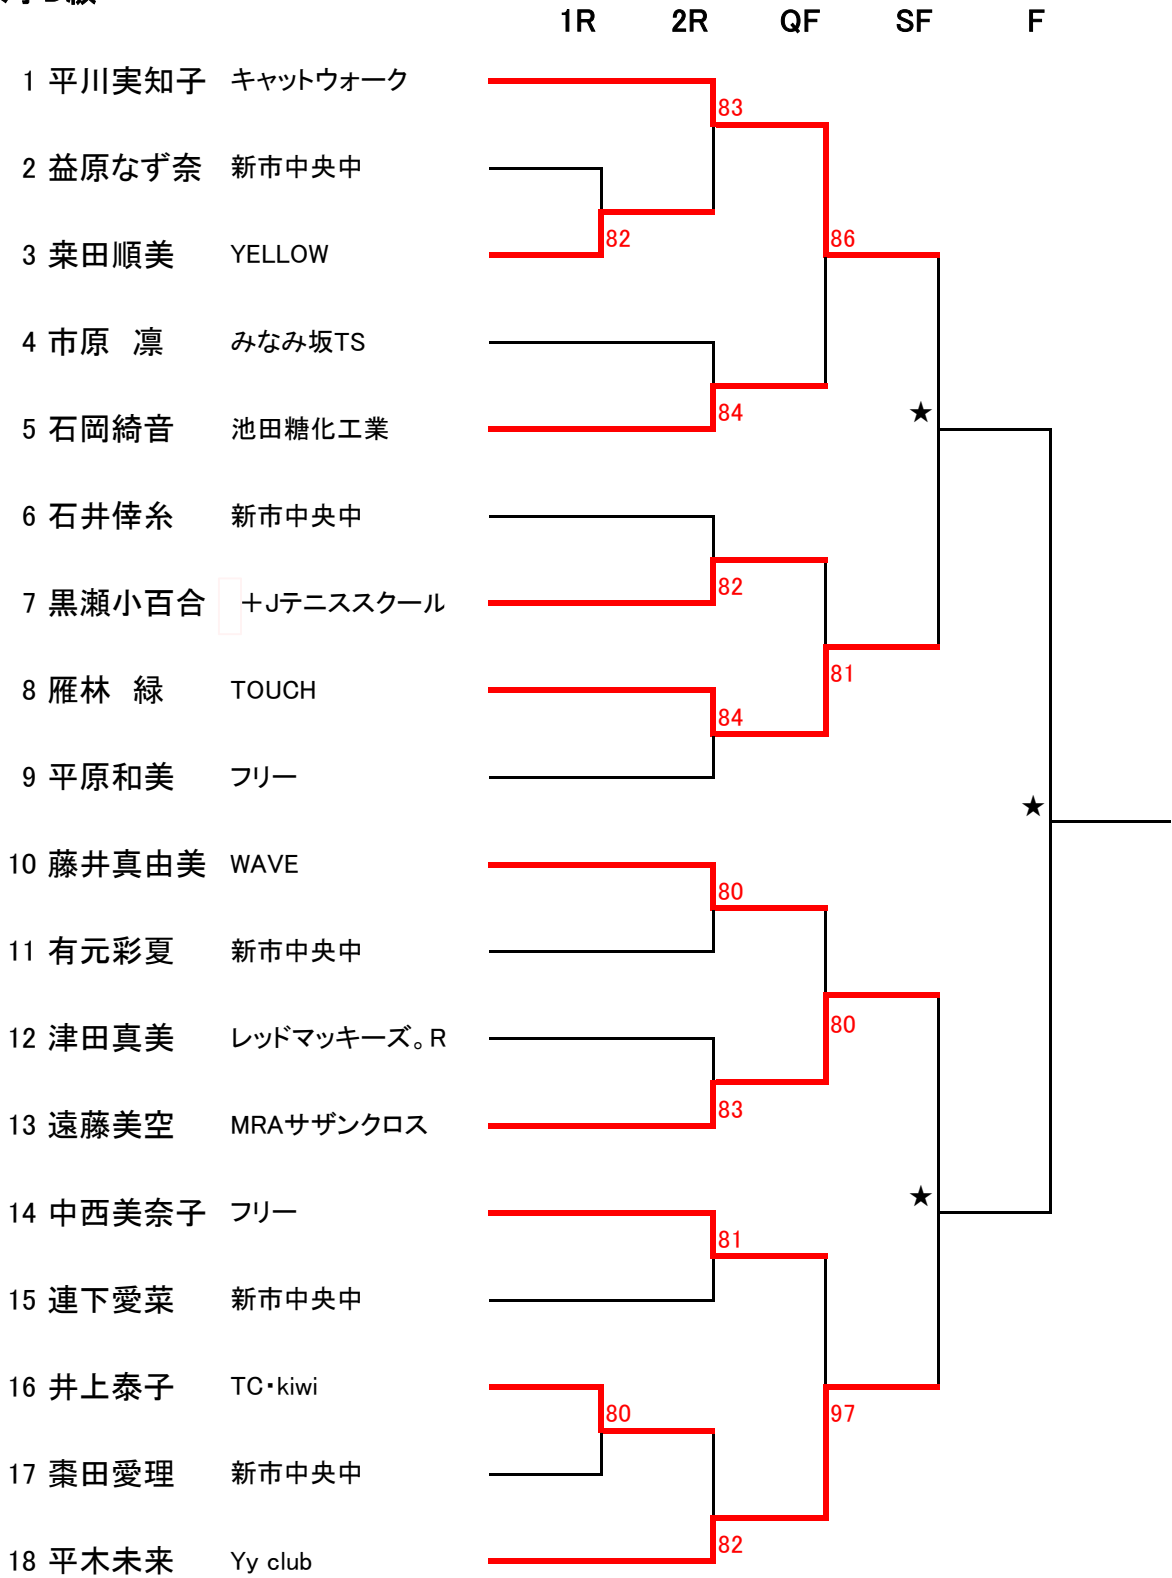 1R 2R QF SF F
1 平川実知子 キャットウォーク
83
2 益原なず奈 新市中央中
82
86
3 桒田順美 YELLOW
4 市原 凛 みなみ坂TS
84
★
5 石岡綺音 池田糖化工業
6 石井倖糸 新市中央中
82
7 黒瀬小百合 +Jテニススクール
81
8 雁林 緑 TOUCH
84
9 平原和美 フリー
★
10 藤井真由美 WAVE
80
11 有元彩夏 新市中央中
80
12 津田真美 レッドマッキーズ。R
83
13 遠藤美空 MRAサザンクロス
★
14 中西美奈子 フリー
81
15 連下愛菜 新市中央中
16 井上泰子 TC・kiwi
80
97
17 棗田愛理 新市中央中
82
18 平木未来 Yy club